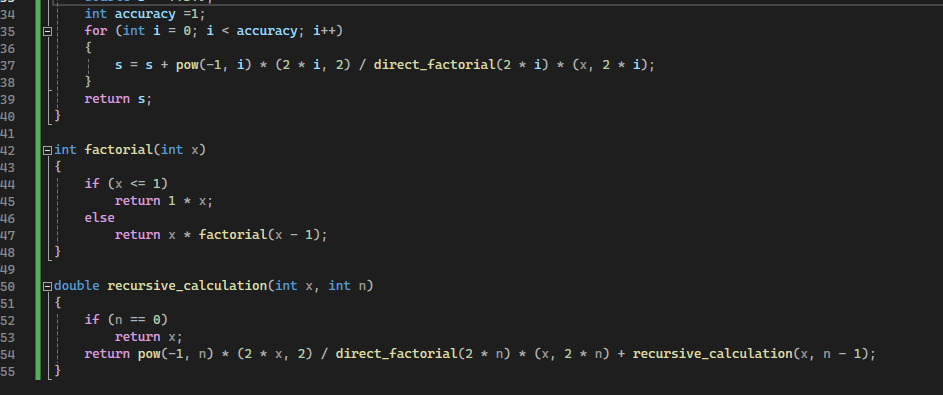 34 int accuracy =1;
35 for (int i = 0; i < accuracy; i++)
36 {
37 s = s + pow(-1, i) * (2 * i, 2) / direct_factorial(2 * i) * (x, 2 * i);
38 }
39 return s;
40 }
41
42 int factorial(int x)
43 {
44 if (x <= 1)
45 return 1 * x;
46 else
47 return x * factorial(x - 1);
48 }
49
50 double recursive_calculation(int x, int n)
51 {
52 if (n == 0)
53 return x;
54 return pow(-1, n) * (2 * x, 2) / direct_factorial(2 * n) * (x, 2 * n) + recursive_calculation(x, n - 1);
55 }